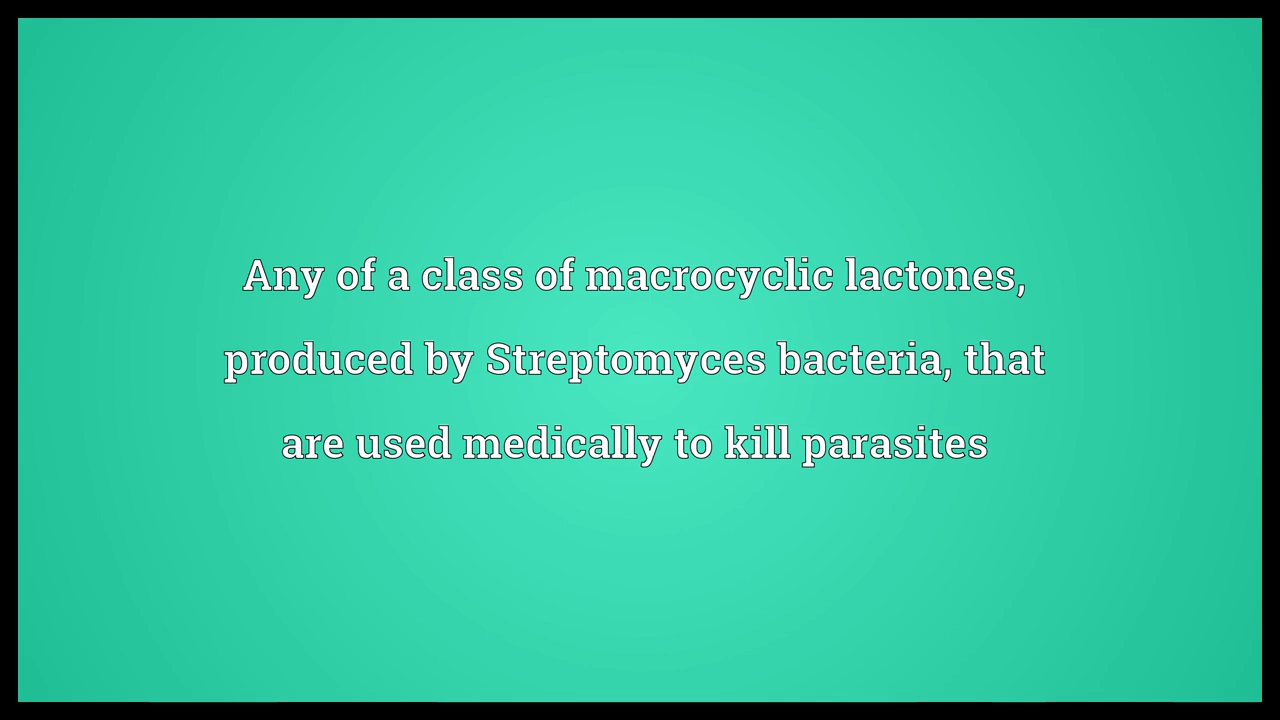 Any of a class of macrocyclic lactones,
produced by Streptomyces bacteria, that
are used medically to kill parasites